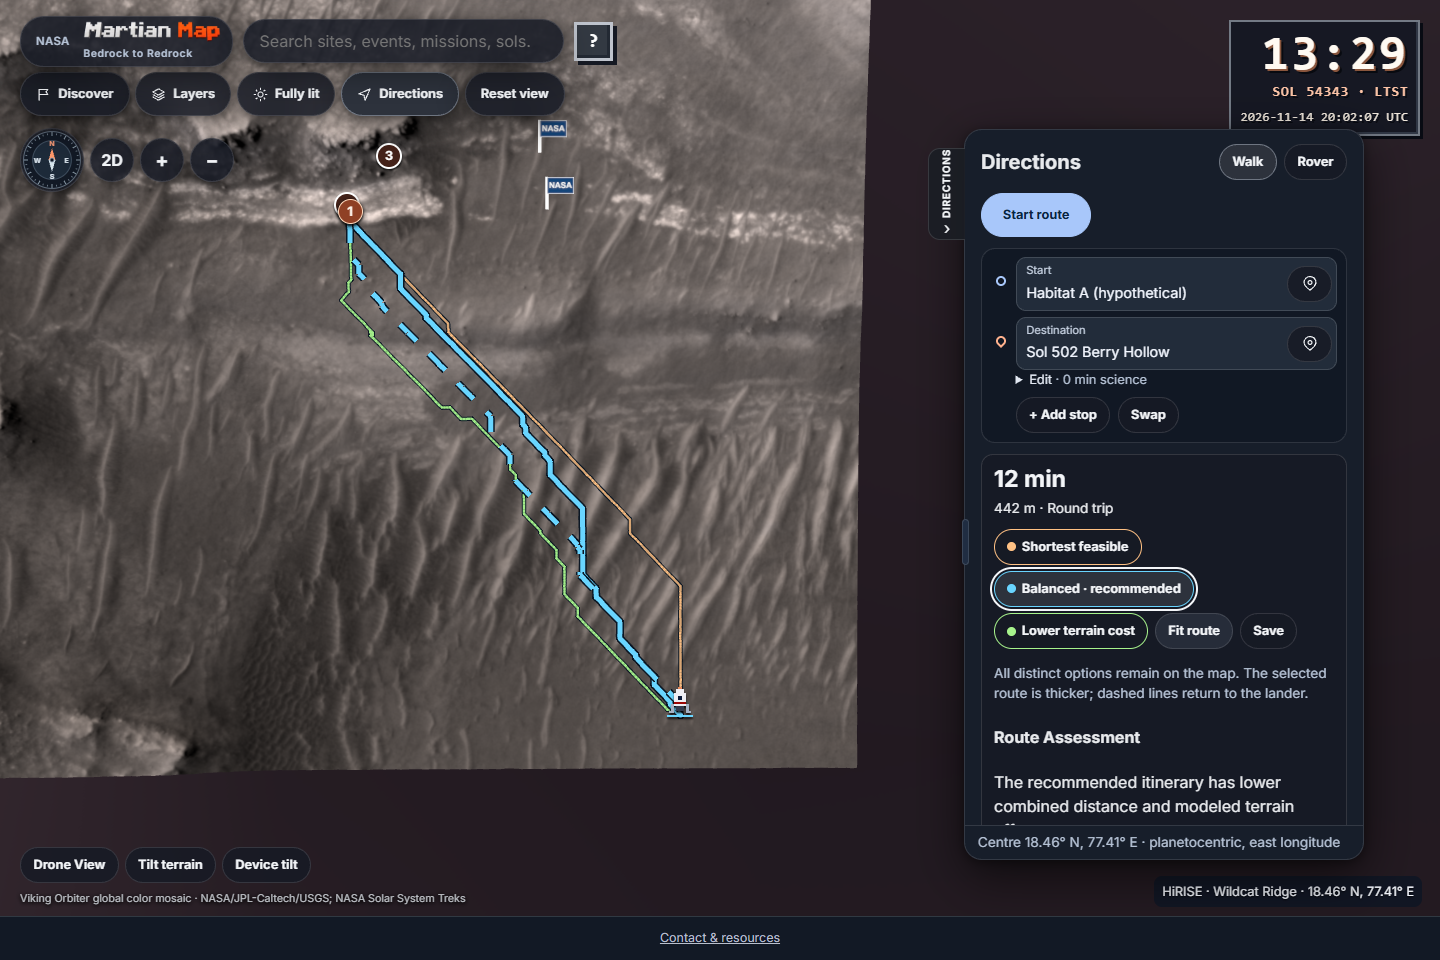 NASA
Martian Map
Bedrock to Redrock
Search sites, events, missions, sols.
?
Discover
Layers
Fully lit
Directions
Reset view
N
W E
S
2D
+
−
3
1
NASA
NASA
13:29
SOL 54343 · LTST
2026-11-14 20:02:07 UTC
DIRECTIONS
Directions
Walk
Rover
Start route
Start
Habitat A (hypothetical)
Destination
Sol 502 Berry Hollow
Edit · 0 min science
+ Add stop
Swap
12 min
442 m · Round trip
Shortest feasible
Balanced · recommended
Lower terrain cost
Fit route
Save
All distinct options remain on the map. The selected
route is thicker; dashed lines return to the lander.
Route Assessment
The recommended itinerary has lower
combined distance and modeled terrain
Centre 18.46° N, 77.41° E · planetocentric, east longitude
Drone View
Tilt terrain
Device tilt
Viking Orbiter global color mosaic · NASA/JPL-Caltech/USGS; NASA Solar System Treks
HiRISE · Wildcat Ridge · 18.46° N, 77.41° E
Contact & resources